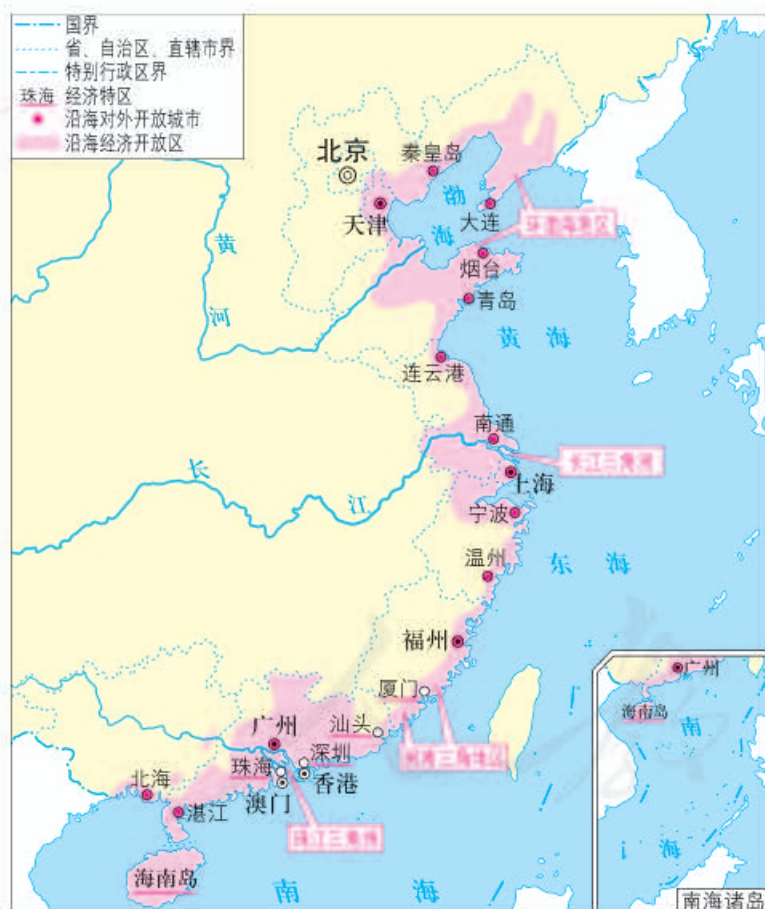 国界
省、自治区、直辖市界
特别行政区界
珠海 经济特区
沿海对外开放城市
沿海经济开放区
北京
秦皇岛
渤
海
天津
大连
环渤海地区
烟台
黄
河
青岛
黄 海
连云港
南通
长江三角洲
长
江
上海
宁波
温州
东 海
福州
厦门
广州
海南岛
南
海
南海诸岛
广州
汕头
深圳
珠海
香港
澳门
北海
湛江
珠江三角洲
海南岛
南 海